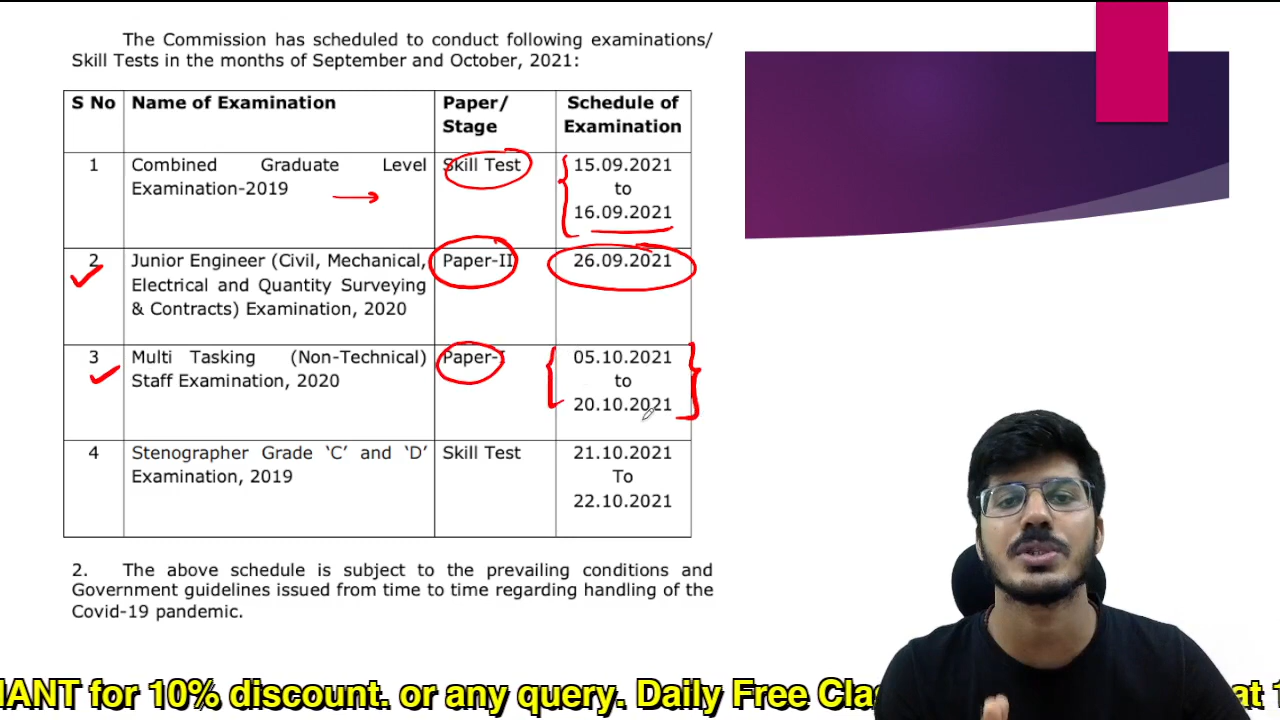 The Commission has scheduled to conduct following examinations/
Skill Tests in the months of September and October, 2021:
S No Name of Examination Paper/ Stage Schedule of Examination
1 Combined Graduate Level Examination-2019 Skill Test 15.09.2021 to 16.09.2021
2 Junior Engineer (Civil, Mechanical, Electrical and Quantity Surveying & Contracts) Examination, 2020 Paper-II 26.09.2021
3 Multi Tasking (Non-Technical) Staff Examination, 2020 Paper-I 05.10.2021 to 20.10.2021
4 Stenographer Grade ‘C’ and ‘D’ Examination, 2019 Skill Test 21.10.2021 To 22.10.2021
2. The above schedule is subject to the prevailing conditions and
Government guidelines issued from time to time regarding handling of the
Covid-19 pandemic.
for 10% discount. or any query. Daily Free at